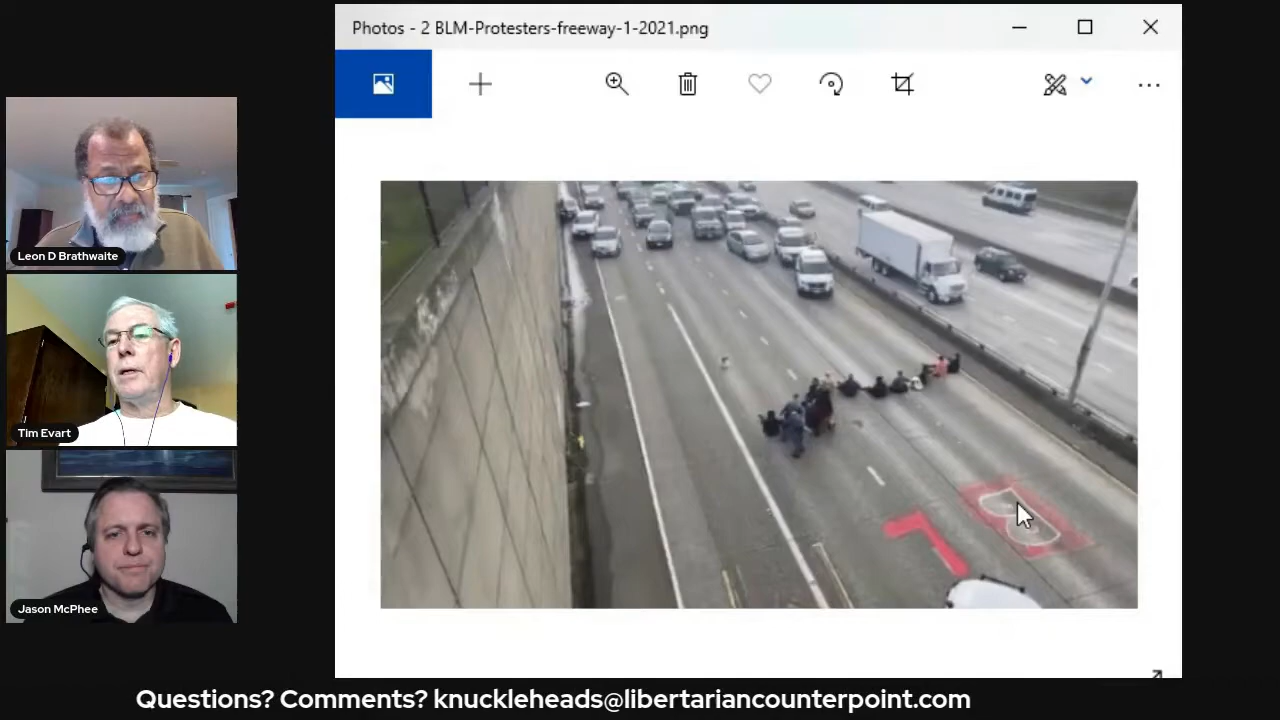 Photos - 2 BLM-Protesters-freeway-1-2021.png
Leon D Brathwaite
Tim Evart
Jason McPhee
Questions? Comments? knuckleheads@libertariancounterpoint.com